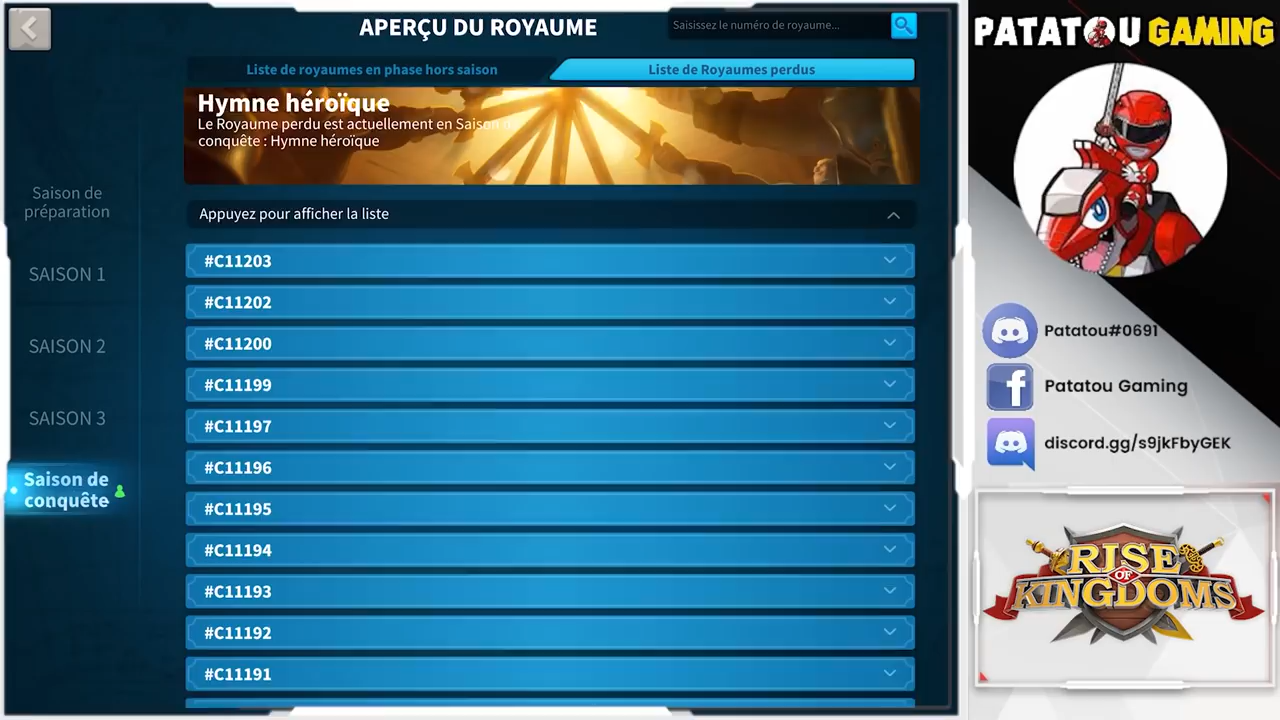 APERÇU DU ROYAUME
Saisissez le numéro de royaume...
Liste de royaumes en phase hors saison
Liste de Royaumes perdus
Hymne héroïque
Le Royaume perdu est actuellement en Saison de
conquête : Hymne héroïque
Appuyez pour afficher la liste
Saison de
préparation
SAISON 1
SAISON 2
SAISON 3
Saison de
conquête
#C11203
#C11202
#C11200
#C11199
#C11197
#C11196
#C11195
#C11194
#C11193
#C11192
#C11191
PATATOU GAMING
Patatou#0691
Patatou Gaming
discord.gg/s9jkFbyGEK
RISE
OF
KINGDOMS